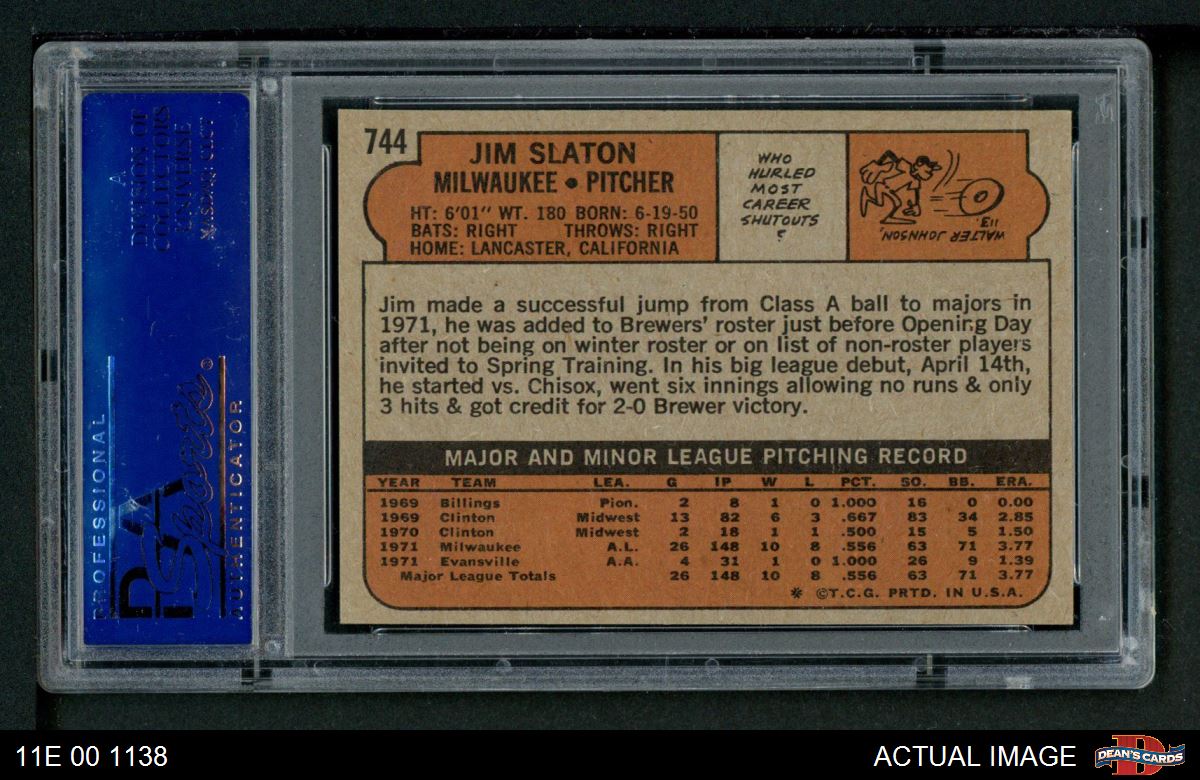 A
DIVISION OF
COLLECTORS
UNIVERSE
NASDAQ: CLCT
PROFESSIONAL
PSA
Sports®
AUTHENTICATOR
744
JIM SLATON
MILWAUKEE • PITCHER
HT: 6'01" WT. 180 BORN: 6-19-50
BATS: RIGHT THROWS: RIGHT
HOME: LANCASTER, CALIFORNIA
WHO
HURLED
MOST
CAREER
SHUTOUTS
?
WALTER JOHNSON,
113.
Jim made a successful jump from Class A ball to majors in
1971, he was added to Brewers' roster just before Opening Day
after not being on winter roster or on list of non-roster players
invited to Spring Training. In his big league debut, April 14th,
he started vs. Chisox, went six innings allowing no runs & only
3 hits & got credit for 2-0 Brewer victory.
MAJOR AND MINOR LEAGUE PITCHING RECORD
YEAR TEAM LEA. G IP W L PCT. SO. BB. ERA.
1969 Billings Pion. 2 8 1 0 1.000 16 0 0.00
1969 Clinton Midwest 13 82 6 3 .667 83 34 2.85
1970 Clinton Midwest 2 18 1 1 .500 15 5 1.50
1971 Milwaukee A.L. 26 148 10 8 .556 63 71 3.77
1971 Evansville A.A. 4 31 1 0 1.000 26 9 1.39
Major League Totals 26 148 10 8 .556 63 71 3.77
* ©T.C.G. PRTD. IN U.S.A.
11E 00 1138
ACTUAL IMAGE
D
DEAN'S CARDS